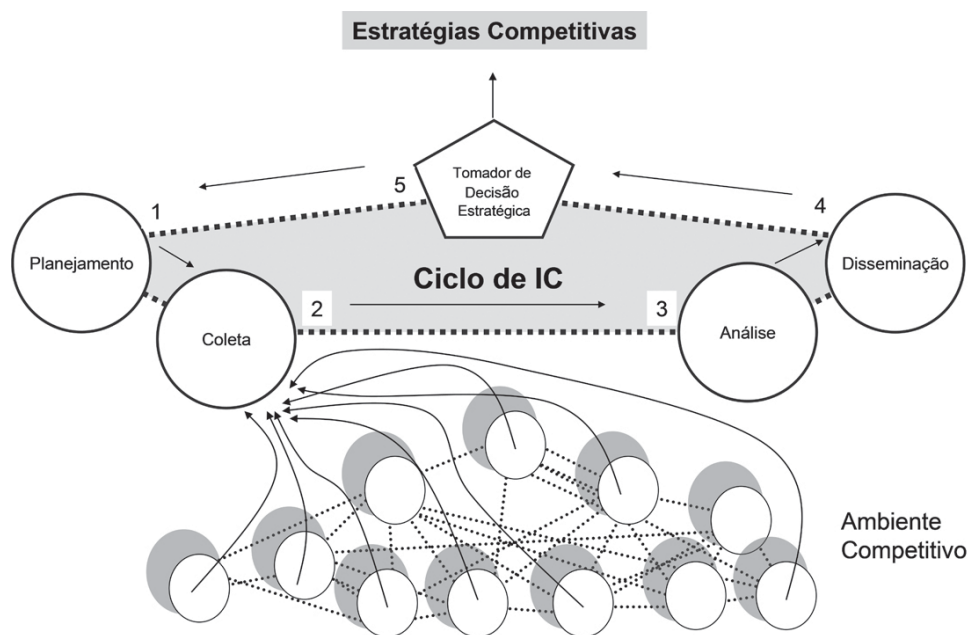 Estratégias Competitivas
Tomador de
Decisão
Estratégica
5
1
4
Planejamento
Disseminação
Ciclo de IC
2
3
Coleta
Análise
Ambiente
Competitivo